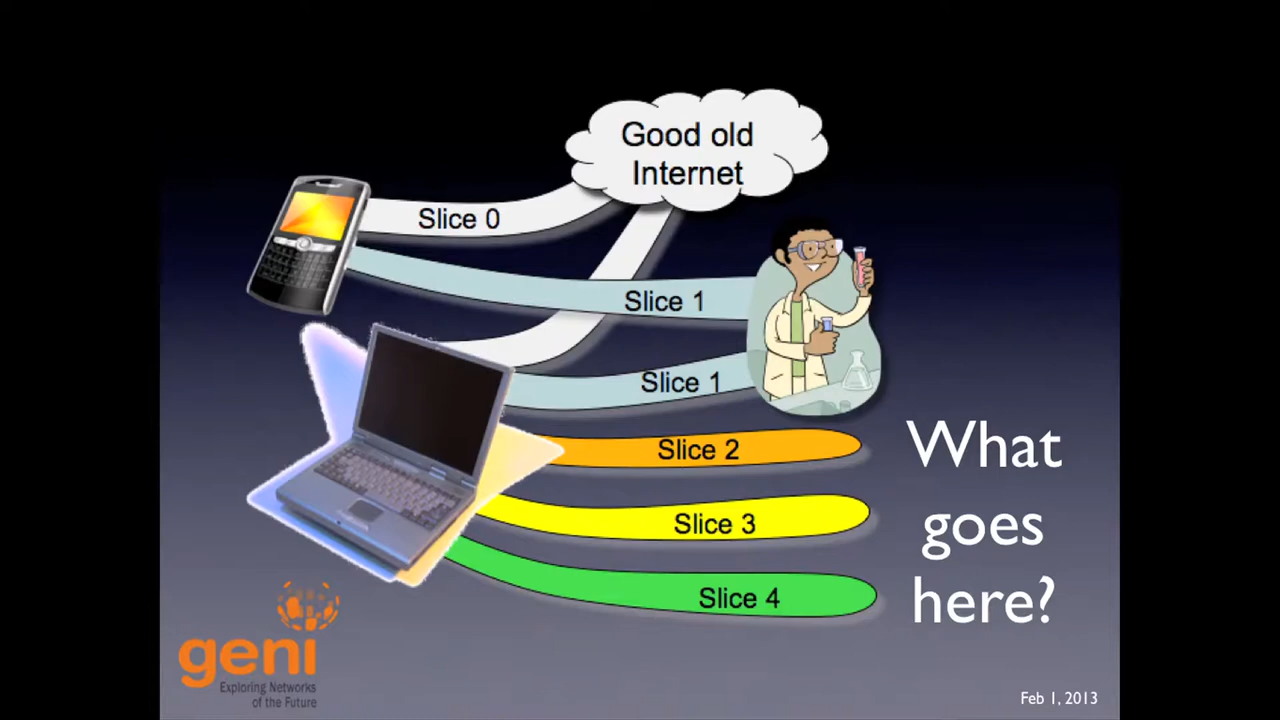 Good old
Internet
Slice 0
Slice 1
Slice 1
Slice 2
Slice 3
Slice 4
What
goes
here?
geni
Exploring Networks
of the Future
Feb 1, 2013